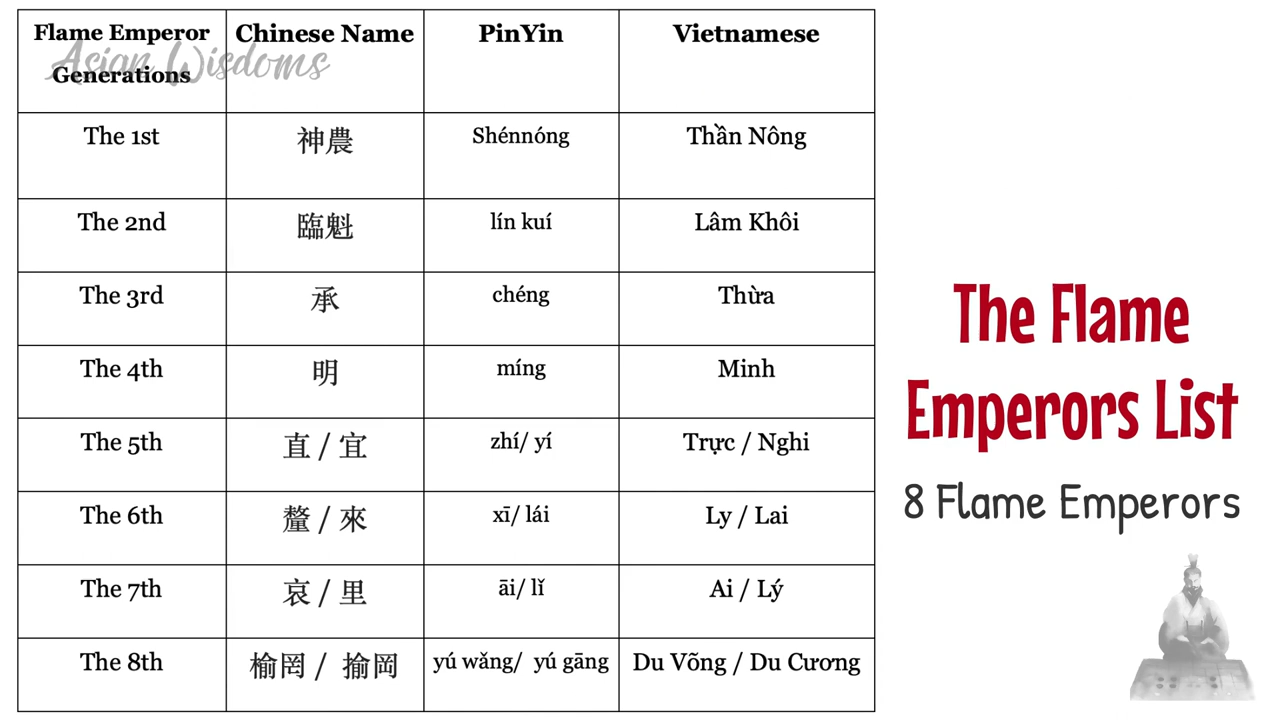 Flame Emperor Generations Chinese Name PinYin Vietnamese
Asian Wisdoms
The 1st 神農 Shénnóng Thần Nông
The 2nd 臨魁 lín kuí Lâm Khôi
The 3rd 承 chéng Thừa
The 4th 明 míng Minh
The 5th 直 / 宜 zhí/ yí Trực / Nghi
The 6th 釐 / 來 xī/ lái Ly / Lai
The 7th 哀 / 里 āi/ lǐ Ai / Lý
The 8th 榆罔 / 揄岡 yú wǎng/ yú gāng Du Võng / Du Cương
The Flame
Emperors List
8 Flame Emperors